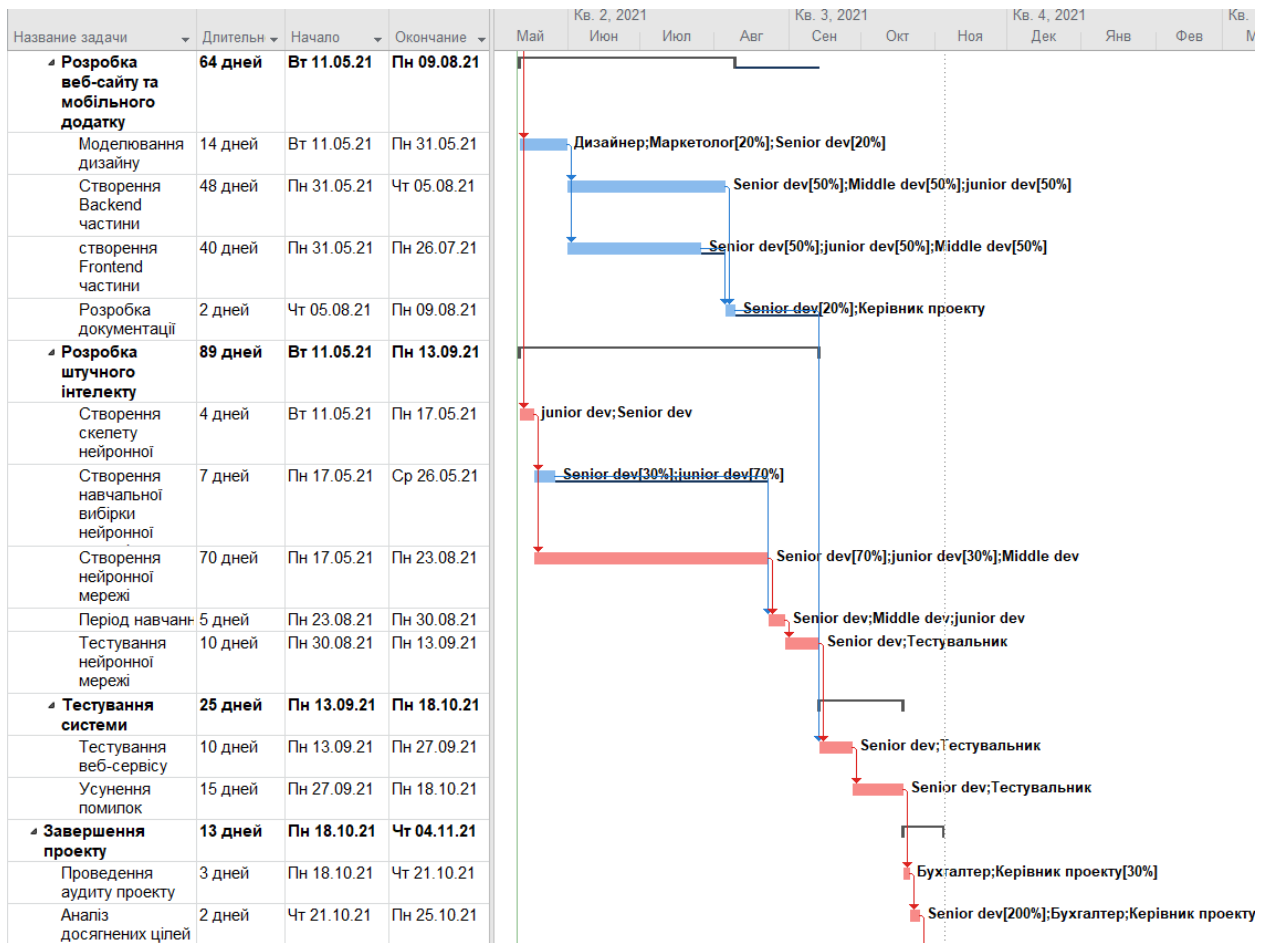 Кв. 2, 2021 Кв. 3, 2021 Кв. 4, 2021 Кв.
Название задачи Длительн Начало Окончание Май Июн Июл Авг Сен Окт Ноя Дек Янв Фев
Розробка веб-сайту та мобільного додатку 64 дней Вт 11.05.21 Пн 09.08.21
Моделювання дизайну 14 дней Вт 11.05.21 Пн 31.05.21 Дизайнер;Маркетолог[20%];Senior dev[20%]
Створення Backend частини 48 дней Пн 31.05.21 Чт 05.08.21 Senior dev[50%];Middle dev[50%];junior dev[50%]
створення Frontend частини 40 дней Пн 31.05.21 Пн 26.07.21 Senior dev[50%];junior dev[50%];Middle dev[50%]
Розробка документації 2 дней Чт 05.08.21 Пн 09.08.21 Senior dev[20%];Керівник проекту
Розробка штучного інтелекту 89 дней Вт 11.05.21 Пн 13.09.21
Створення скелету нейронної 4 дней Вт 11.05.21 Пн 17.05.21 junior dev;Senior dev
Створення навчальної вибірки нейронної 7 дней Пн 17.05.21 Ср 26.05.21 Senior dev[30%];junior dev[70%]
Створення нейронної мережі 70 дней Пн 17.05.21 Пн 23.08.21 Senior dev[70%];junior dev[30%];Middle dev
Період навчанн 5 дней Пн 23.08.21 Пн 30.08.21 Senior dev;Middle dev;junior dev
Тестування нейронної мережі 10 дней Пн 30.08.21 Пн 13.09.21 Senior dev;Тестувальник
Тестування системи 25 дней Пн 13.09.21 Пн 18.10.21
Тестування веб-сервісу 10 дней Пн 13.09.21 Пн 27.09.21 Senior dev;Тестувальник
Усунення помилок 15 дней Пн 27.09.21 Пн 18.10.21 Senior dev;Тестувальник
Завершення проекту 13 дней Пн 18.10.21 Чт 04.11.21
Проведення аудиту проекту 3 дней Пн 18.10.21 Чт 21.10.21 Бухгалтер;Керівник проекту[30%]
Аналіз досягнених цілей 2 дней Чт 21.10.21 Пн 25.10.21 Senior dev[200%];Бухгалтер;Керівник проекту